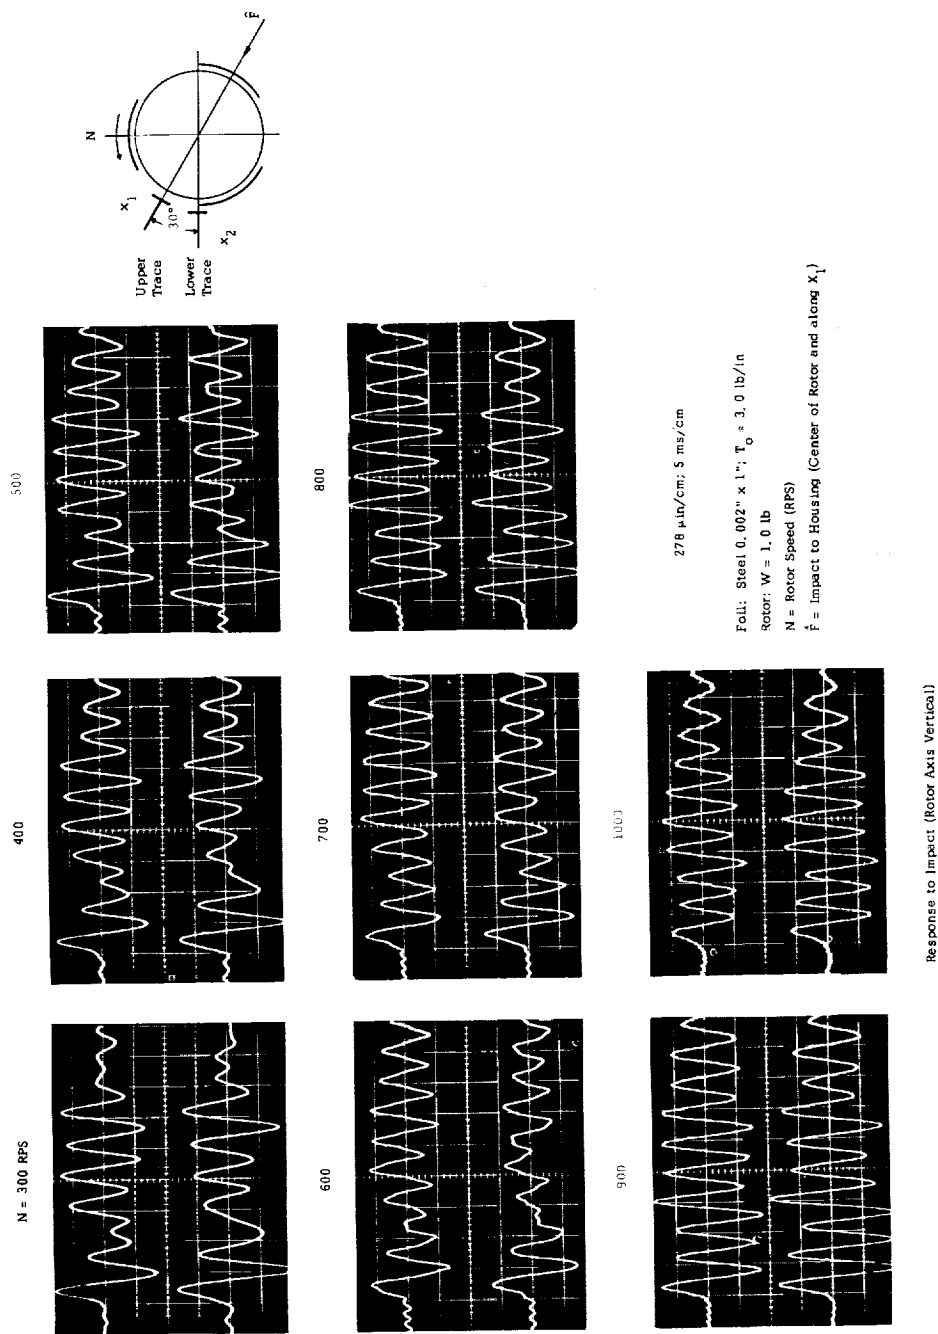 N = 300 RPS
400
500
600
700
800
900
1000
N
F̂
X1
30°
X2
Upper
Trace
Lower
Trace
278 μin/cm; 5 ms/cm
Foil: Steel 0.002" x 1"; To = 3.0 lb/in
Rotor: W = 1.0 lb
N = Rotor Speed (RPS)
F̂ = Impact to Housing (Center of Rotor and along X1)
Response to Impact (Rotor Axis Vertical)